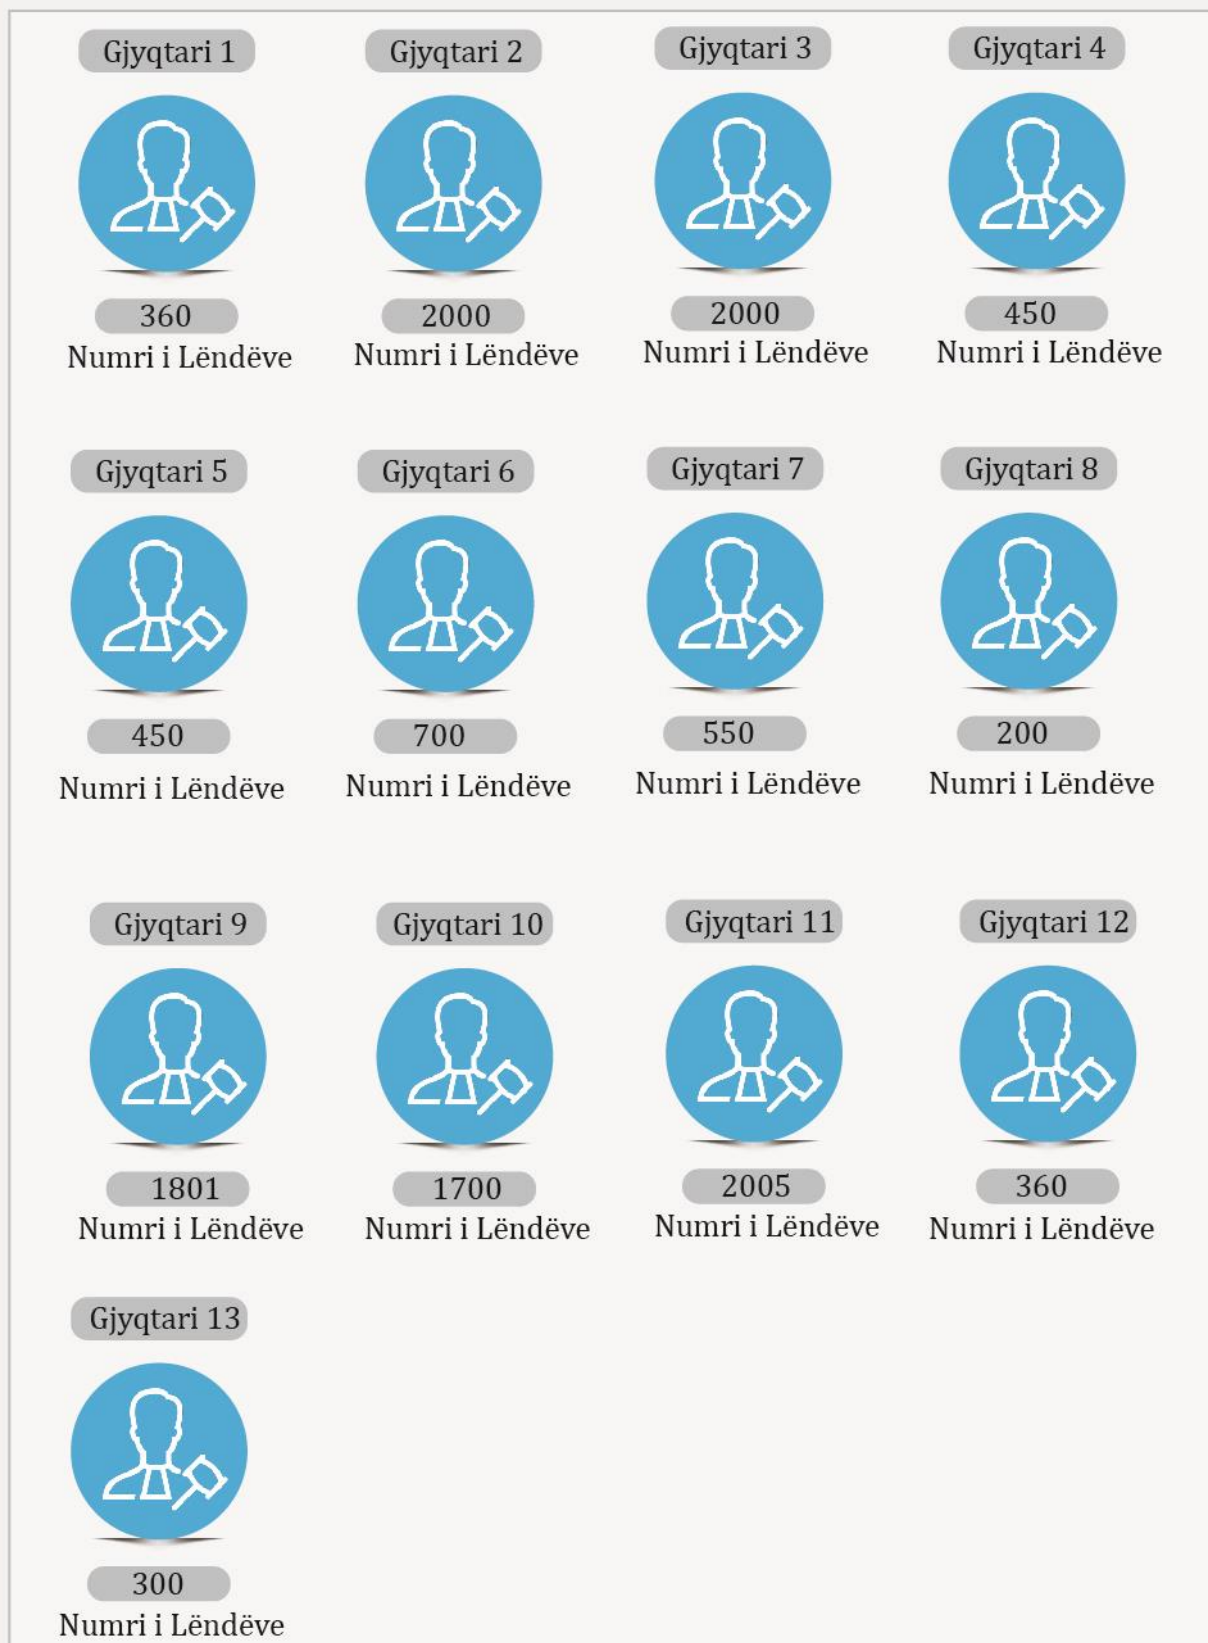 Gjyqtari 1
Gjyqtari 2
Gjyqtari 3
Gjyqtari 4
360
2000
2000
450
Numri i Lëndëve
Numri i Lëndëve
Numri i Lëndëve
Numri i Lëndëve
Gjyqtari 5
Gjyqtari 6
Gjyqtari 7
Gjyqtari 8
450
700
550
200
Numri i Lëndëve
Numri i Lëndëve
Numri i Lëndëve
Numri i Lëndëve
Gjyqtari 9
Gjyqtari 10
Gjyqtari 11
Gjyqtari 12
1801
1700
2005
360
Numri i Lëndëve
Numri i Lëndëve
Numri i Lëndëve
Numri i Lëndëve
Gjyqtari 13
300
Numri i Lëndëve